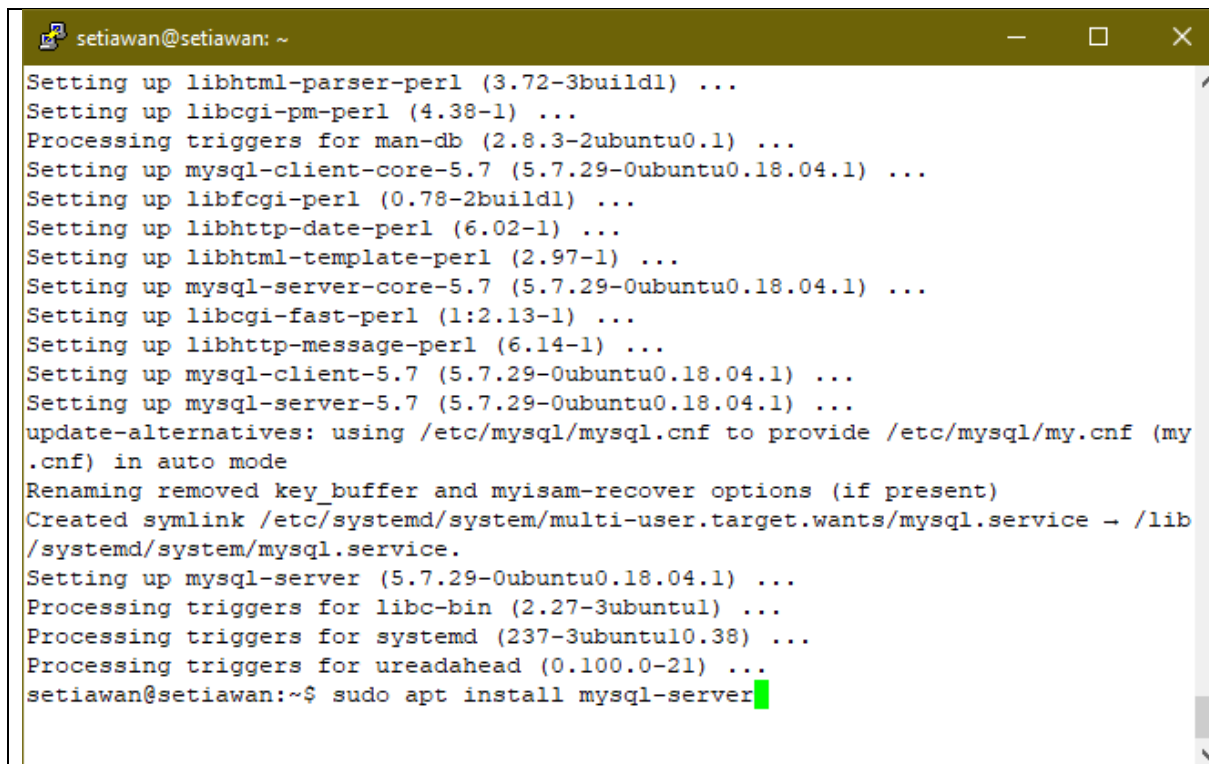 setiawan@setiawan: ~
Setting up libhtml-parser-perl (3.72-3build1) ...
Setting up libcgi-pm-perl (4.38-1) ...
Processing triggers for man-db (2.8.3-2ubuntu0.1) ...
Setting up mysql-client-core-5.7 (5.7.29-0ubuntu0.18.04.1) ...
Setting up libfcgi-perl (0.78-2build1) ...
Setting up libhttp-date-perl (6.02-1) ...
Setting up libhtml-template-perl (2.97-1) ...
Setting up mysql-server-core-5.7 (5.7.29-0ubuntu0.18.04.1) ...
Setting up libcgi-fast-perl (1:2.13-1) ...
Setting up libhttp-message-perl (6.14-1) ...
Setting up mysql-client-5.7 (5.7.29-0ubuntu0.18.04.1) ...
Setting up mysql-server-5.7 (5.7.29-0ubuntu0.18.04.1) ...
update-alternatives: using /etc/mysql/mysql.cnf to provide /etc/mysql/my.cnf (my
.cnf) in auto mode
Renaming removed key_buffer and myisam-recover options (if present)
Created symlink /etc/systemd/system/multi-user.target.wants/mysql.service → /lib
/systemd/system/mysql.service.
Setting up mysql-server (5.7.29-0ubuntu0.18.04.1) ...
Processing triggers for libc-bin (2.27-3ubuntu1) ...
Processing triggers for systemd (237-3ubuntu10.38) ...
Processing triggers for ureadahead (0.100.0-21) ...
setiawan@setiawan:~$ sudo apt install mysql-server